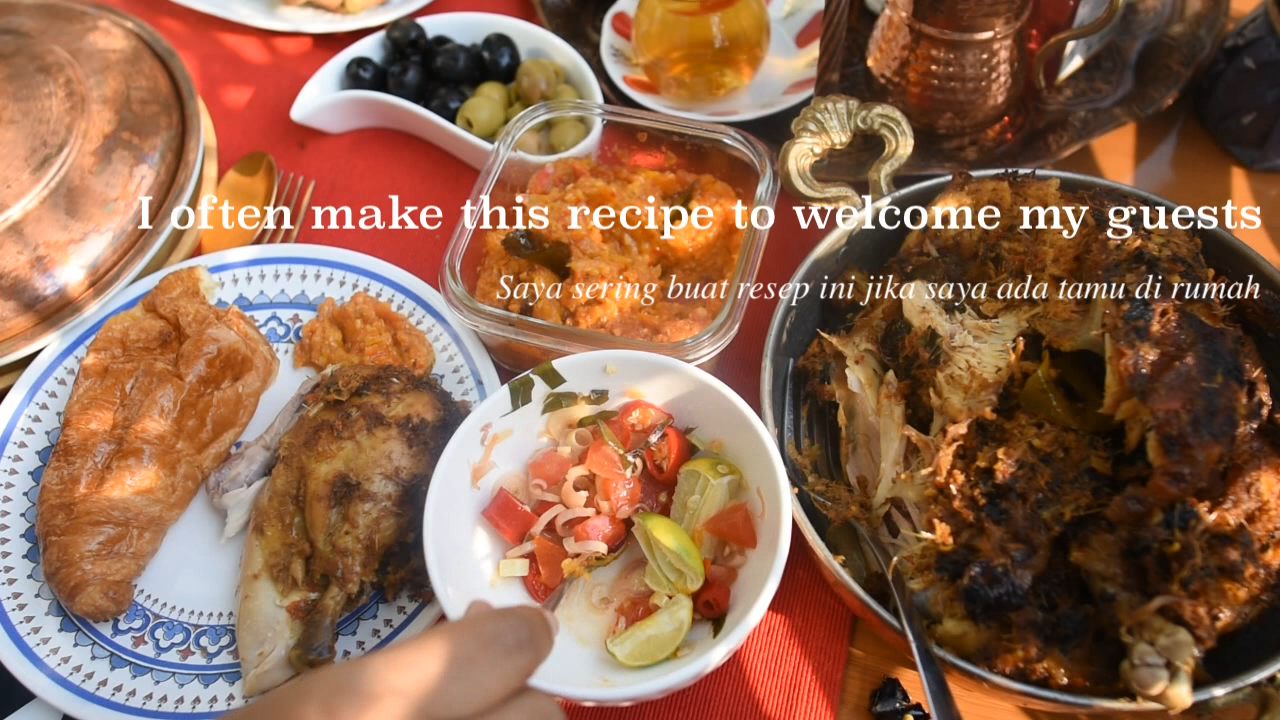 I often make this recipe to welcome my guests
Saya sering buat resep ini jika saya ada tamu di rumah